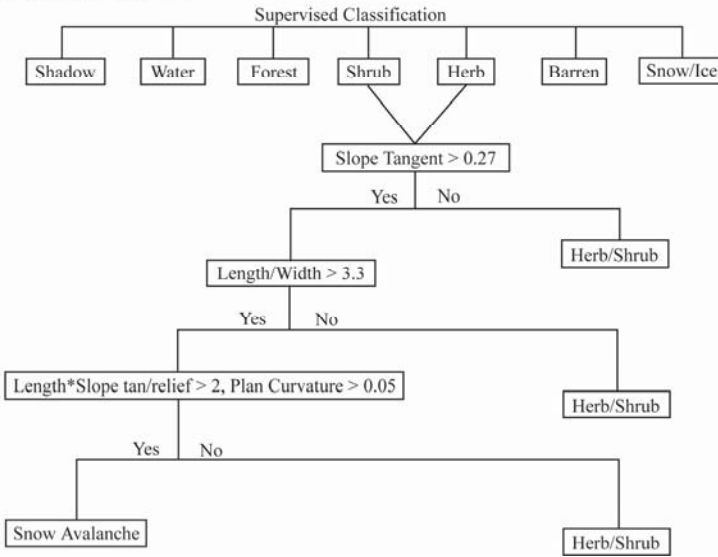 Supervised Classification
Shadow Water Forest Shrub Herb Barren Snow/Ice
Slope Tangent > 0.27
Yes No
Herb/Shrub
Length/Width > 3.3
Yes No
Length*Slope tan/relief > 2, Plan Curvature > 0.05
Herb/Shrub
Yes No
Snow Avalanche
Herb/Shrub